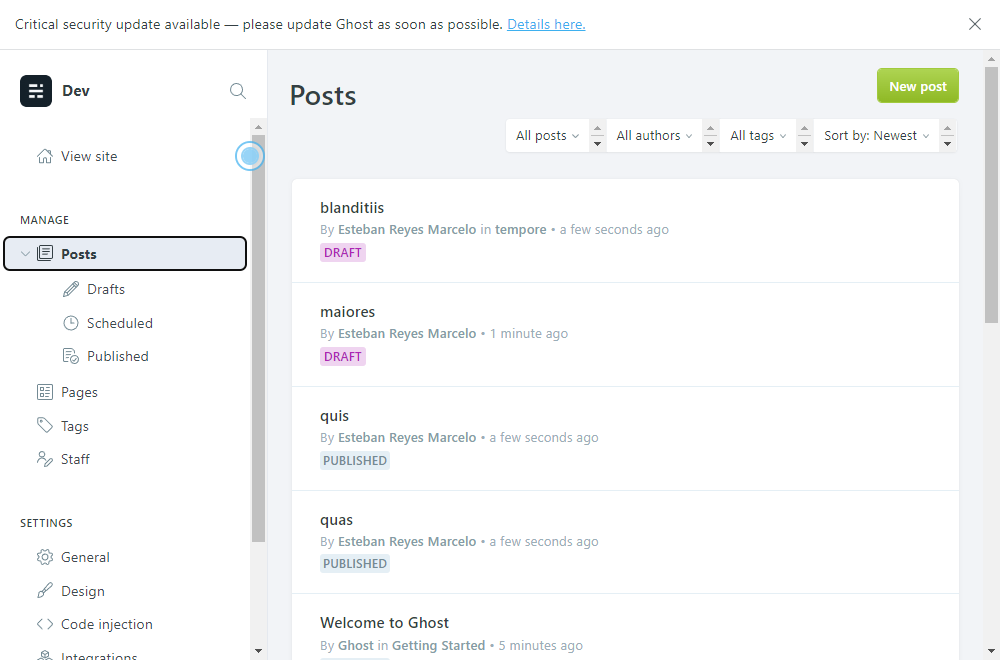 Critical security update available — please update Ghost as soon as possible. Details here.
Dev
View site
MANAGE
Posts
Drafts
Scheduled
Published
Pages
Tags
Staff
SETTINGS
General
Design
Code injection
Integrations
Posts
New post
All posts
All authors
All tags
Sort by: Newest
blanditiis
By Esteban Reyes Marcelo in tempore • a few seconds ago
DRAFT
maiores
By Esteban Reyes Marcelo • 1 minute ago
DRAFT
quis
By Esteban Reyes Marcelo • a few seconds ago
PUBLISHED
quas
By Esteban Reyes Marcelo • a few seconds ago
PUBLISHED
Welcome to Ghost
By Ghost in Getting Started • 5 minutes ago